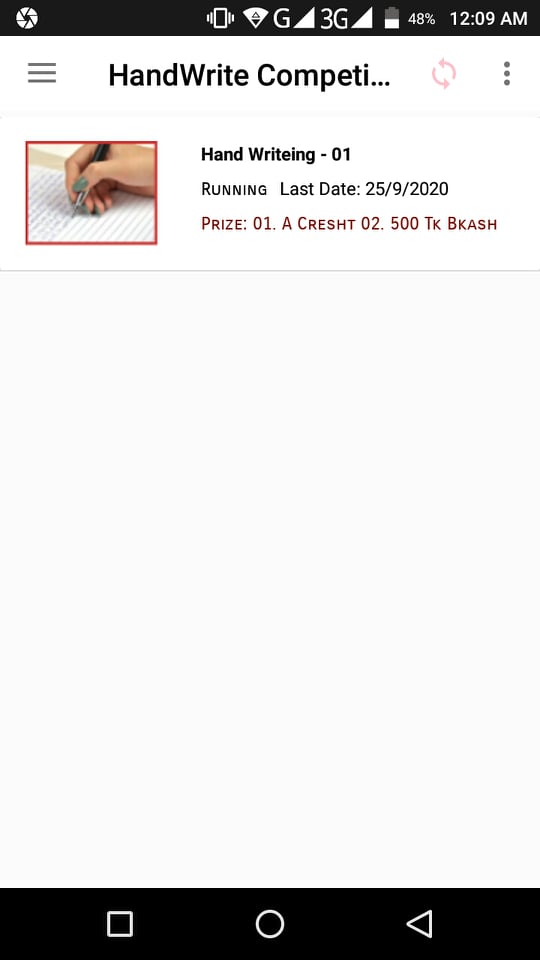 G 3G 48% 12:09 AM
HandWrite Competi...
Hand Writeing - 01
Running Last Date: 25/9/2020
Prize: 01. A Cresht 02. 500 Tk Bkash